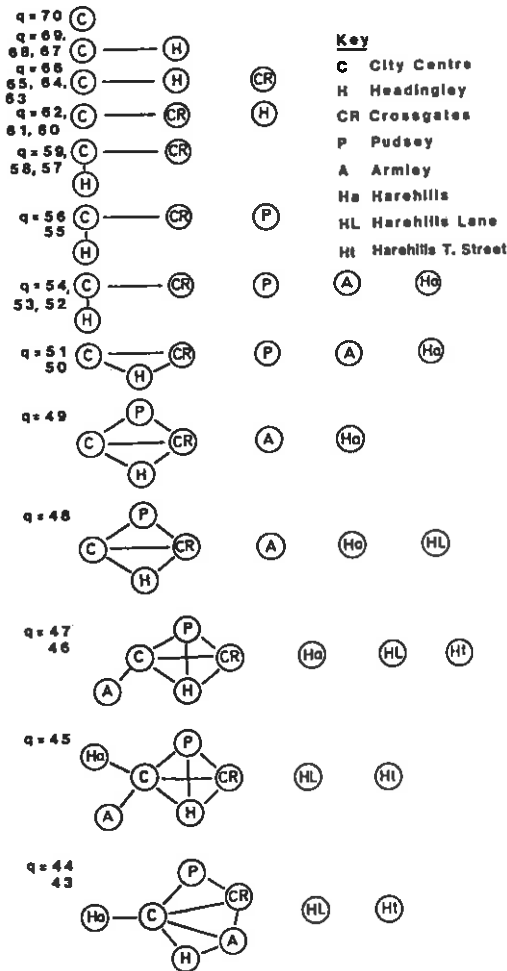 q = 70 C
q = 69,
68, 67 C H
q = 66
65, 64,
63 C H CR
q = 62,
61, 60 C CR H
q = 59,
58, 57 C CR
H
q = 56
55 C CR P
H
q = 54,
53, 52 C CR P A Ha
H
q = 51
50 C CR P A Ha
H
q = 49 P
C CR A Ha
H
q = 48 P
C CR A Ha HL
H
q = 47
46 P
C CR Ha HL Ht
A H
q = 45 P
Ha
C CR HL Ht
A H
q = 44
43 P
CR
Ha C HL Ht
A
H
Key
C City Centre
H Headingley
CR Crossgates
P Pudsey
A Armley
Ha Harehills
HL Harehills Lane
Ht Harehills T. Street